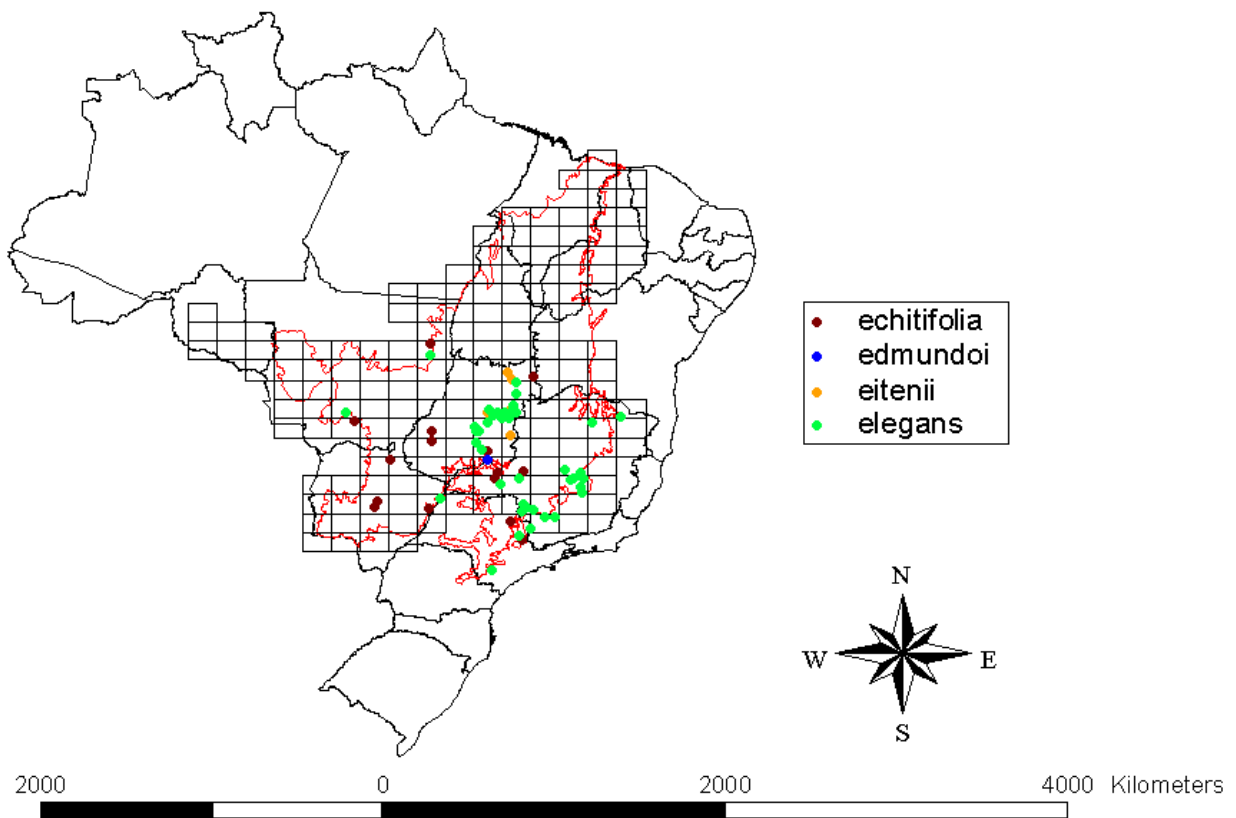 echitifolia
edmundoi
eitenii
elegans
N
W E
S
2000 0 2000 4000 Kilometers